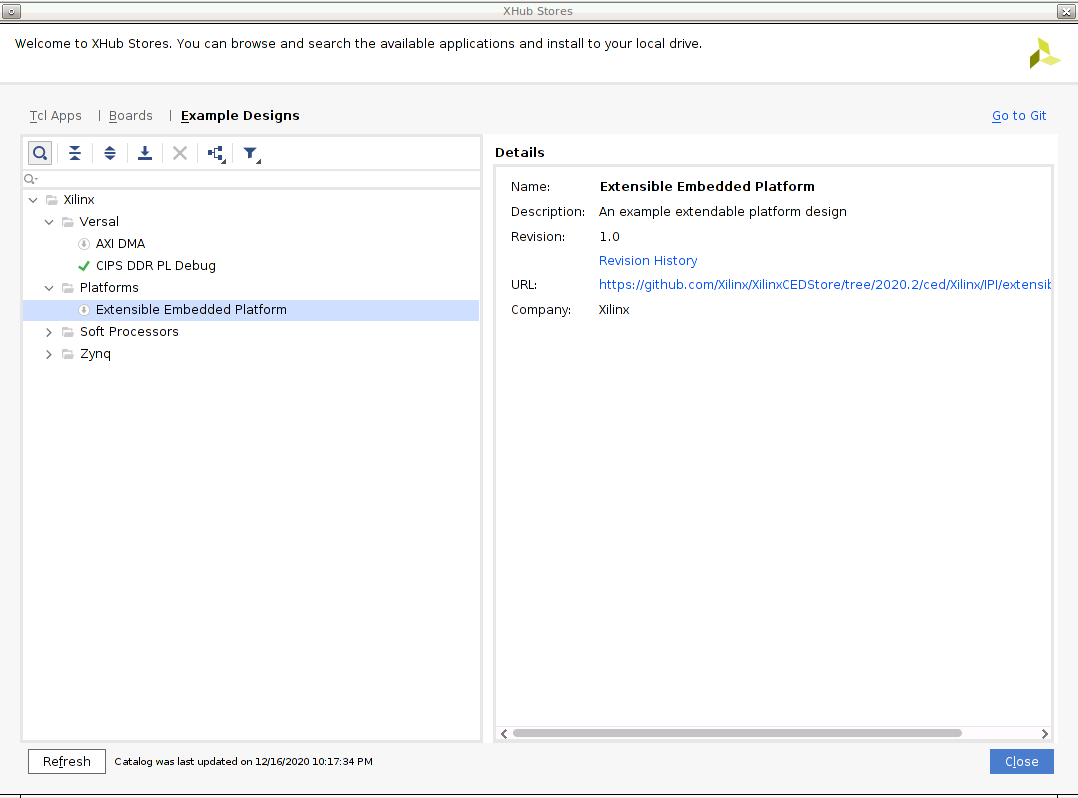 XHub Stores
Welcome to XHub Stores. You can browse and search the available applications and install to your local drive.
Tcl Apps | Boards | Example Designs
Go to Git
Xilinx
Versal
AXI DMA
CIPS DDR PL Debug
Platforms
Extensible Embedded Platform
Soft Processors
Zynq
Details
Name: Extensible Embedded Platform
Description: An example extendable platform design
Revision: 1.0
Revision History
URL: https://github.com/Xilinx/XilinxCEDStore/tree/2020.2/ced/Xilinx/IPI/extensib
Company: Xilinx
Refresh
Catalog was last updated on 12/16/2020 10:17:34 PM
Close